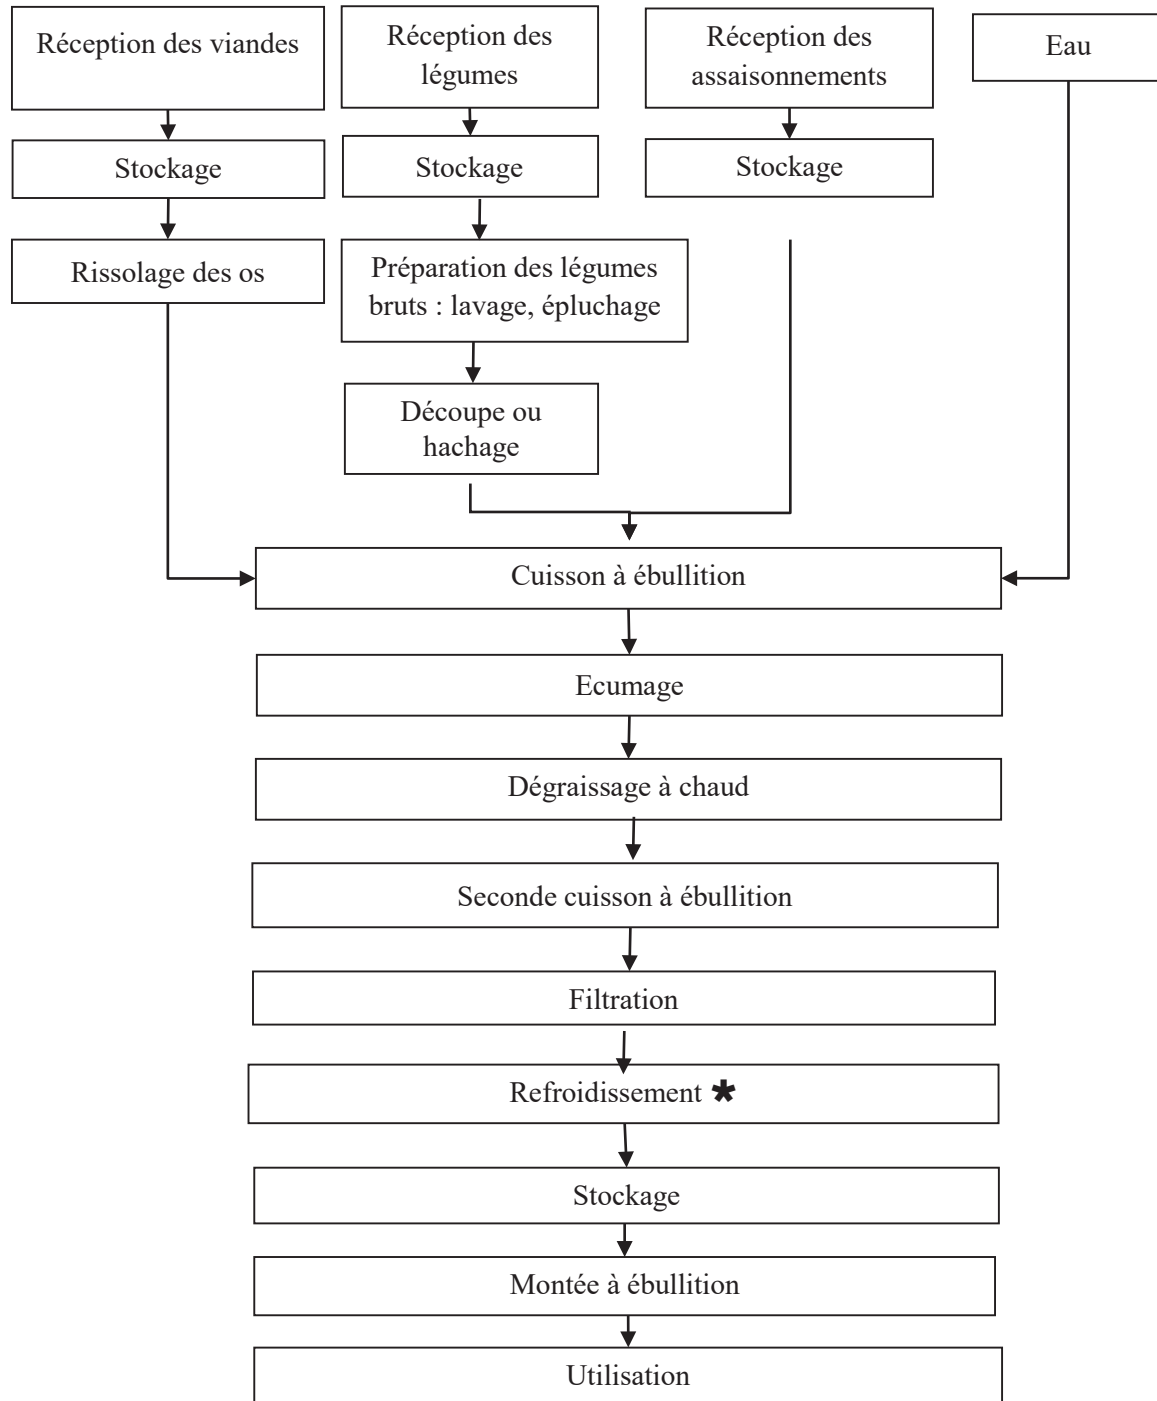 Réception des viandes
Réception des
légumes
Réception des
assaisonnements
Eau
Stockage
Stockage
Stockage
Rissolage des os
Préparation des légumes
bruts : lavage, épluchage
Découpe ou
hachage
Cuisson à ébullition
Ecumage
Dégraissage à chaud
Seconde cuisson à ébullition
Filtration
Refroidissement *
Stockage
Montée à ébullition
Utilisation